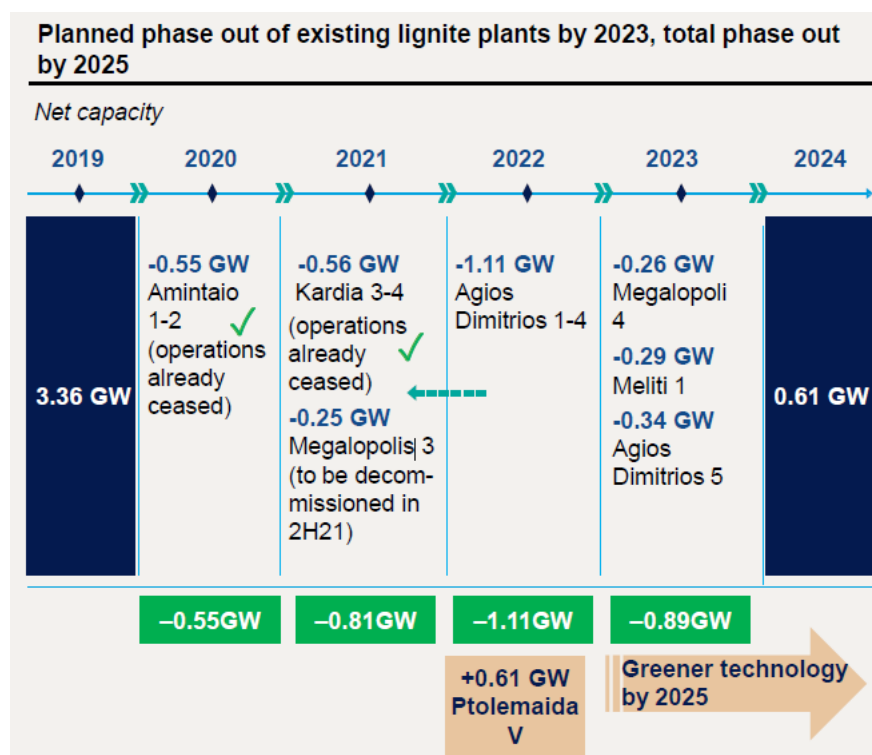 Planned phase out of existing lignite plants by 2023, total phase out
by 2025
Net capacity
2019
2020
2021
2022
2023
2024
3.36 GW
-0.55 GW
Amintaio
1-2
(operations
already
ceased)
-0.56 GW
Kardia 3-4
(operations
already
ceased)
-0.25 GW
Megalopolis 3
(to be decom-
missioned in
2H21)
-1.11 GW
Agios
Dimitrios 1-4
-0.26 GW
Megalopoli
4
-0.29 GW
Meliti 1
-0.34 GW
Agios
Dimitrios 5
0.61 GW
–0.55GW
–0.81GW
–1.11GW
–0.89GW
+0.61 GW
Ptolemaida
V
Greener technology
by 2025